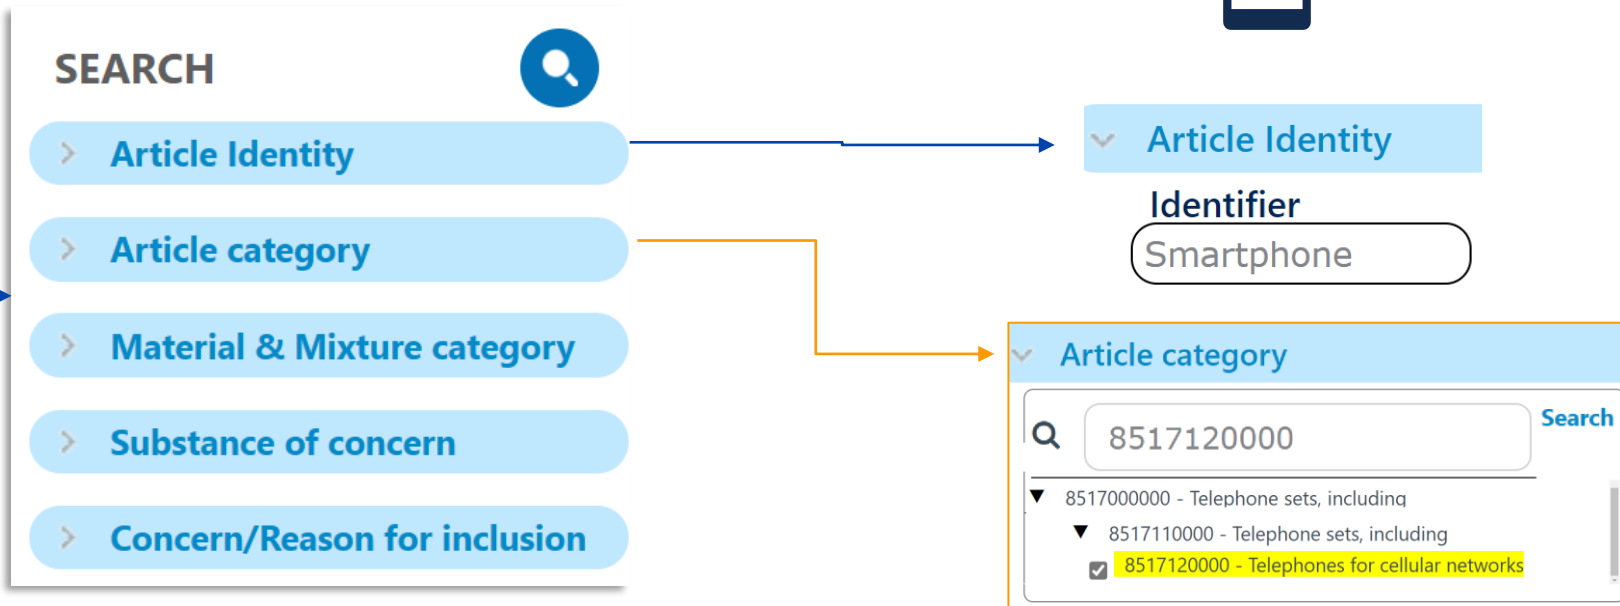 SEARCH
Article Identity
Article category
Material & Mixture category
Substance of concern
Concern/Reason for inclusion
Article Identity
Identifier
Smartphone
Article category
8517120000
Search
8517000000 - Telephone sets, including
8517110000 - Telephone sets, including
8517120000 - Telephones for cellular networks